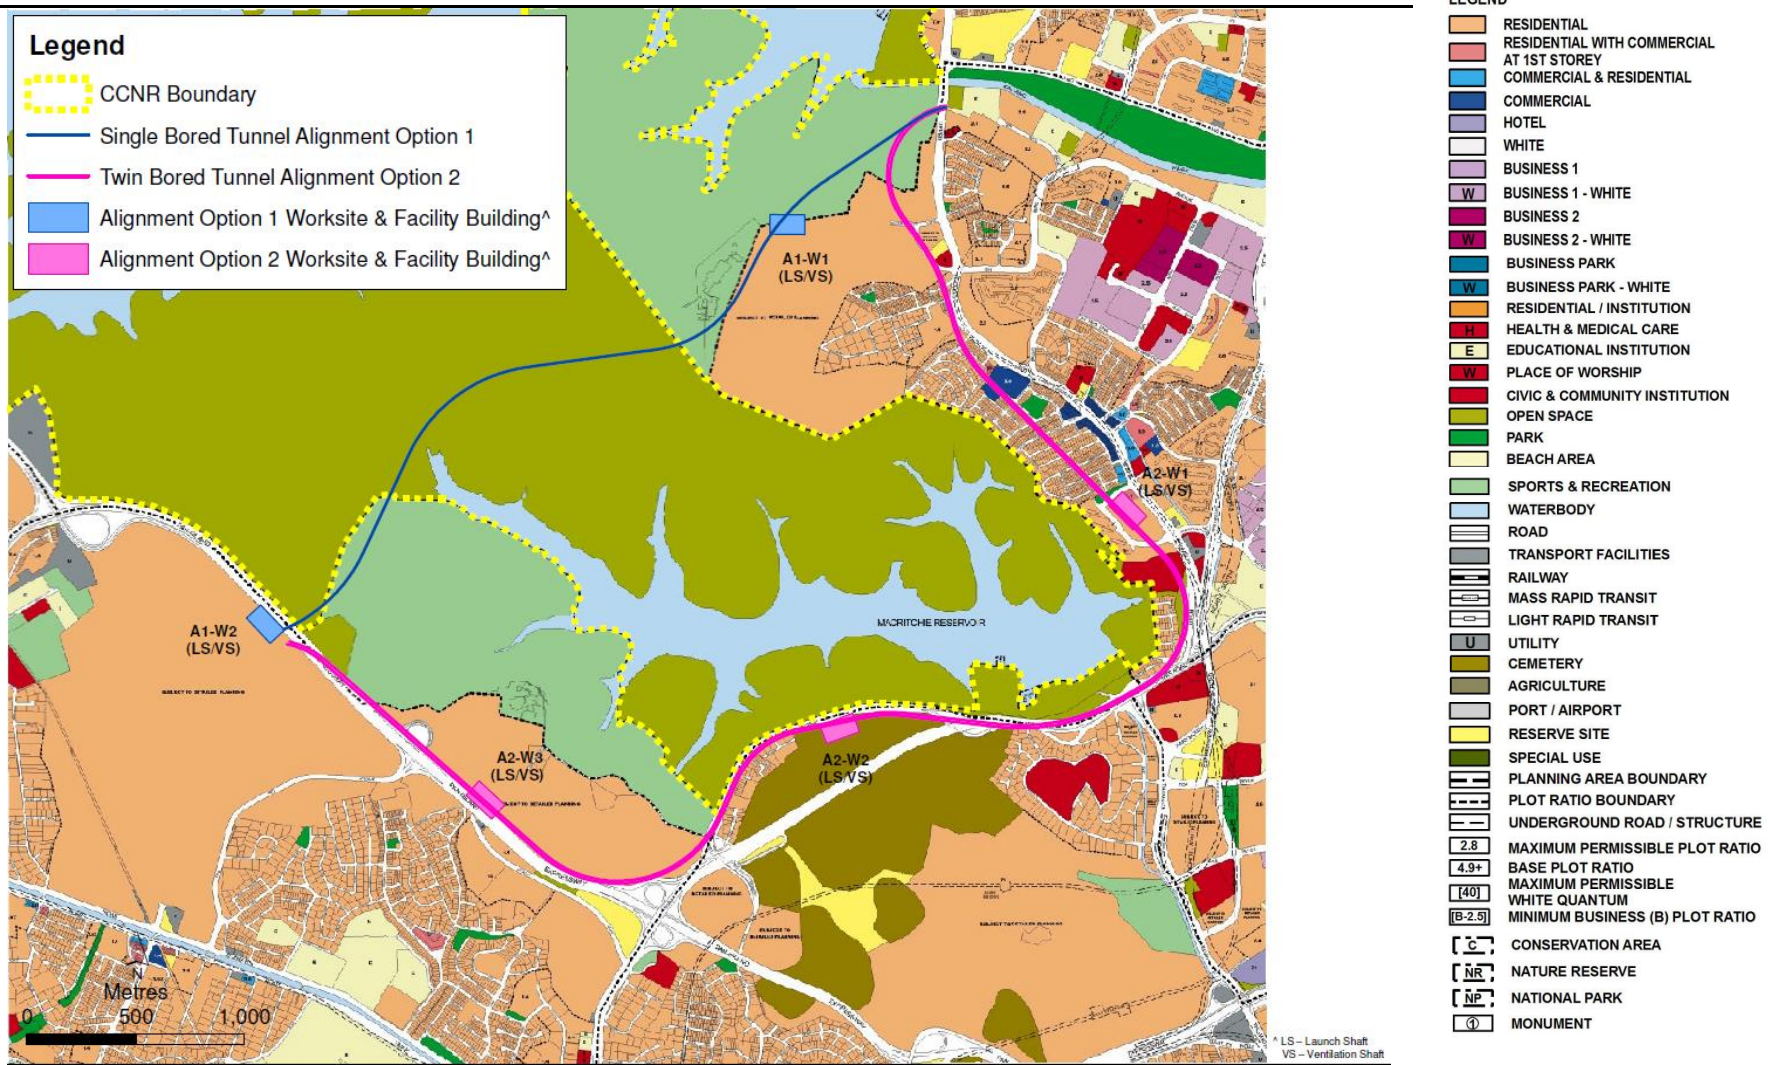 Legend
CCNR Boundary
Single Bored Tunnel Alignment Option 1
Twin Bored Tunnel Alignment Option 2
Alignment Option 1 Worksite & Facility Building^
Alignment Option 2 Worksite & Facility Building^
A1-W1
(LS/VS)
A2-W1
(LS/VS)
MACRITCHIE RESERVOIR
A1-W2
(LS/VS)
SUBJECT TO DETAILED PLANNING
A2-W3
(LS/VS)
A2-W2
(LS/VS)
N
Metres
0 500 1,000
^ LS – Launch Shaft
VS – Ventilation Shaft
LEGEND
RESIDENTIAL
RESIDENTIAL WITH COMMERCIAL
AT 1ST STOREY
COMMERCIAL & RESIDENTIAL
COMMERCIAL
HOTEL
WHITE
BUSINESS 1
W BUSINESS 1 - WHITE
BUSINESS 2
W BUSINESS 2 - WHITE
BUSINESS PARK
W BUSINESS PARK - WHITE
RESIDENTIAL / INSTITUTION
H HEALTH & MEDICAL CARE
E EDUCATIONAL INSTITUTION
W PLACE OF WORSHIP
CIVIC & COMMUNITY INSTITUTION
OPEN SPACE
PARK
BEACH AREA
SPORTS & RECREATION
WATERBODY
ROAD
TRANSPORT FACILITIES
RAILWAY
MASS RAPID TRANSIT
LIGHT RAPID TRANSIT
U UTILITY
CEMETERY
AGRICULTURE
PORT / AIRPORT
RESERVE SITE
SPECIAL USE
PLANNING AREA BOUNDARY
PLOT RATIO BOUNDARY
UNDERGROUND ROAD / STRUCTURE
2.8 MAXIMUM PERMISSIBLE PLOT RATIO
4.9+ BASE PLOT RATIO
[40] MAXIMUM PERMISSIBLE
WHITE QUANTUM
[B-2.5] MINIMUM BUSINESS (B) PLOT RATIO
C CONSERVATION AREA
NR NATURE RESERVE
NP NATIONAL PARK
1 MONUMENT